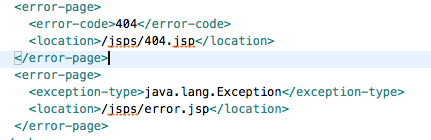 <error-page>
<error-code>404</error-code>
<location>/jsps/404.jsp</location>
</error-page>
<error-page>
<exception-type>java.lang.Exception</exception-type>
<location>/jsps/error.jsp</location>
</error-page>